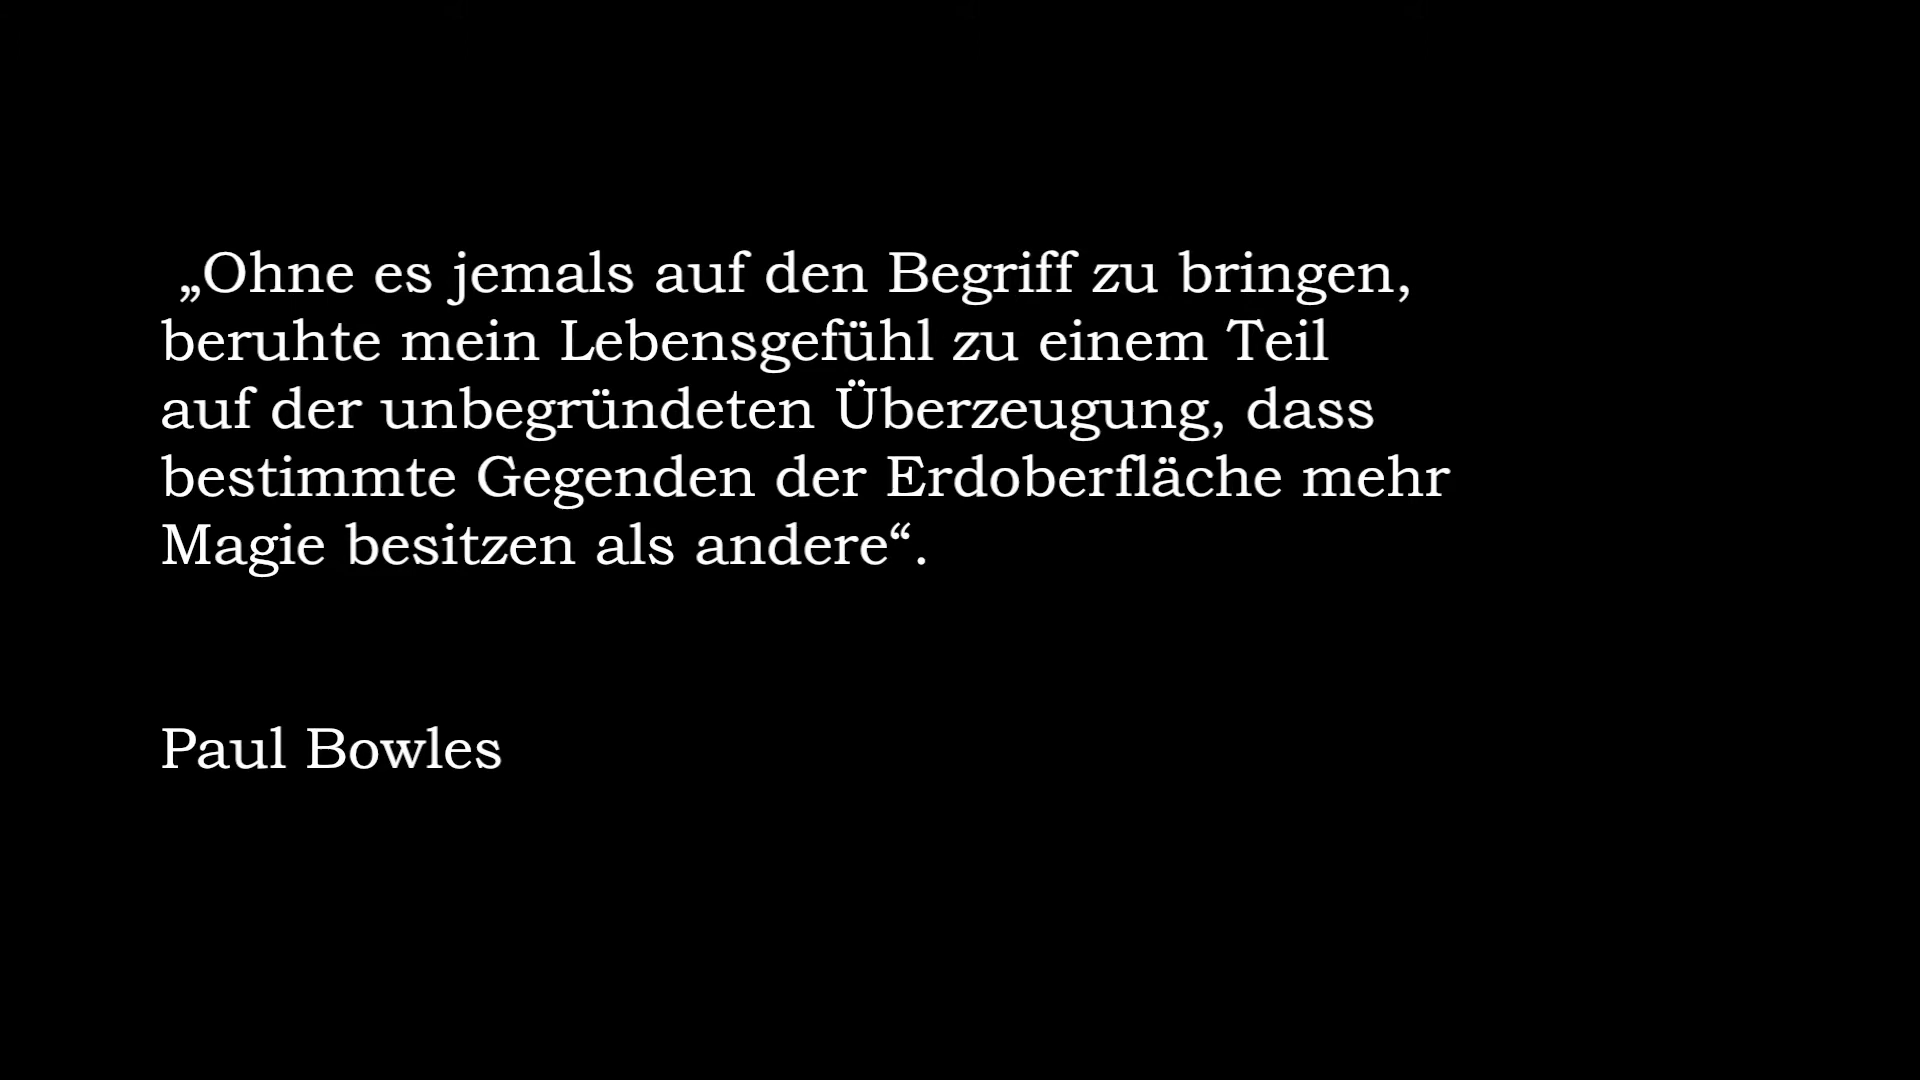 „Ohne es jemals auf den Begriff zu bringen,
beruhte mein Lebensgefühl zu einem Teil
auf der unbegründeten Überzeugung, dass
bestimmte Gegenden der Erdoberfläche mehr
Magie besitzen als andere“.
Paul Bowles